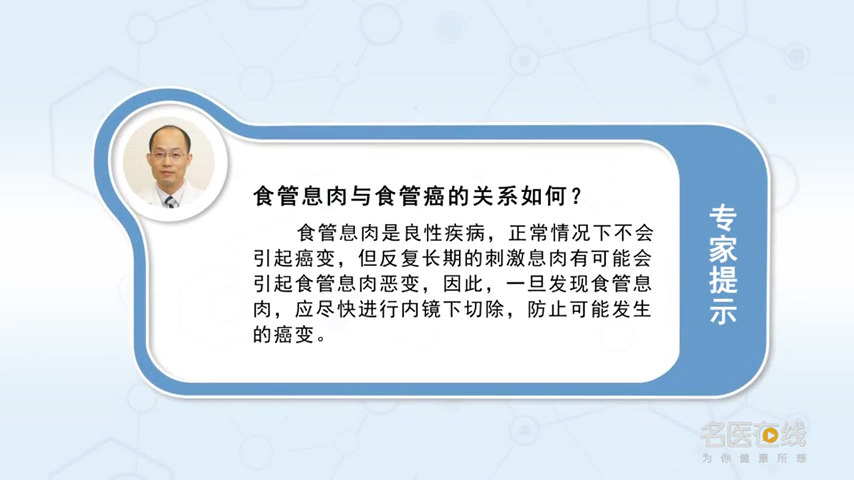 食管息肉与食管癌的关系如何？
食管息肉是良性疾病，正常情况下不会
引起癌变，但反复长期的刺激息肉有可能会
引起食管息肉恶变，因此，一旦发现食管息
肉，应尽快进行内镜下切除，防止可能发生
的癌变。
专家提示
名医在线
为你健康所想